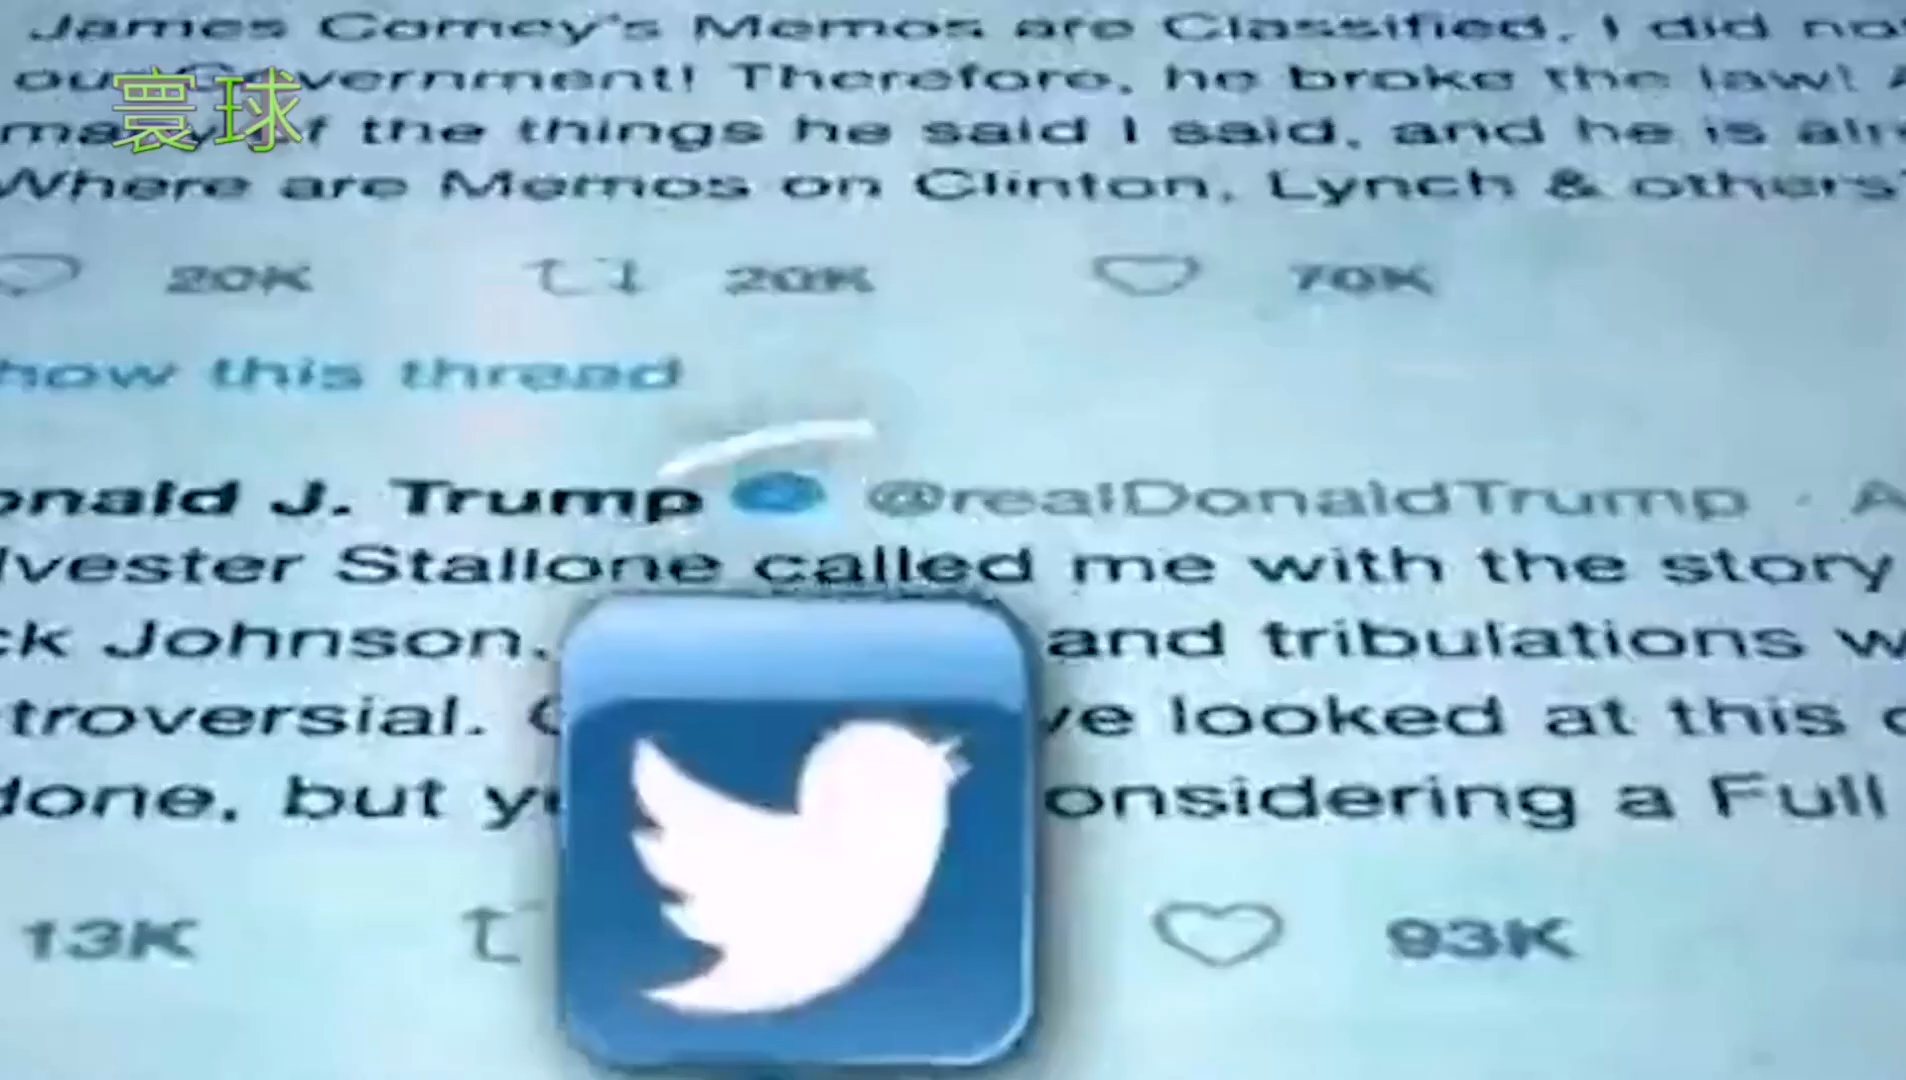 James Comey's Memos are Classified, I did
our Government! Therefore, he broke the law!
of the things he said I said, and he is
Where are Memos on Clinton, Lynch & others
寰球
20K 20K 70K
how this thread
onald J. Trump @realDonaldTrump · A
lvester Stallone called me with the story
ck Johnson. and tribulations w
troversial. ve looked at this
done, but y onsidering a Full
13K 93K